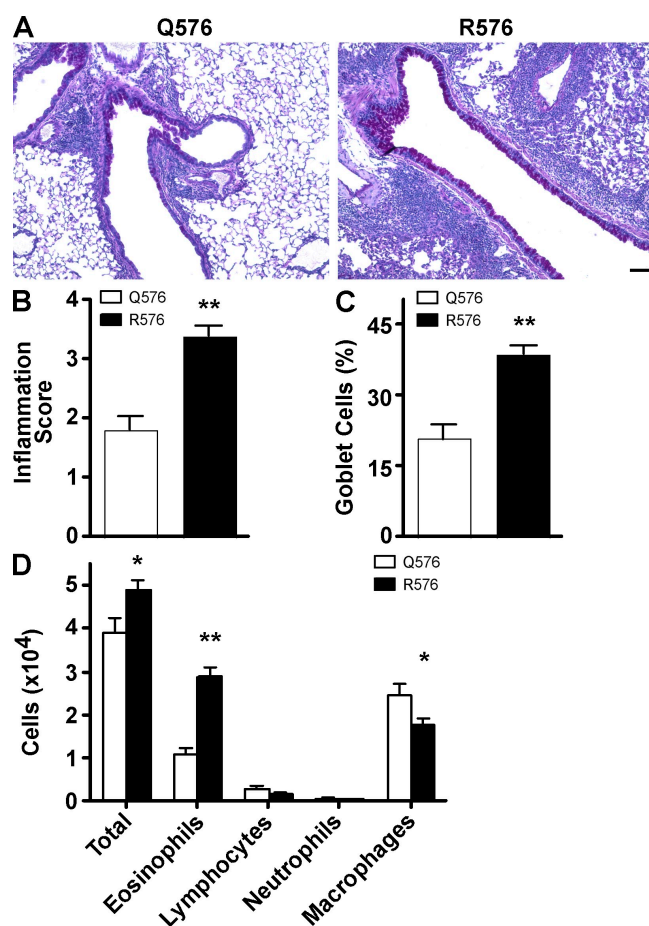 A
Q576
R576
B
Q576
R576
**
4
3
2
1
0
Inflammation
Score
C
Q576
R576
**
45
30
15
0
Goblet Cells (%)
D
Q576
R576
*
**
*
5
4
3
2
1
0
Cells (x10⁴)
Total
Eosinophils
Lymphocytes
Neutrophils
Macrophages